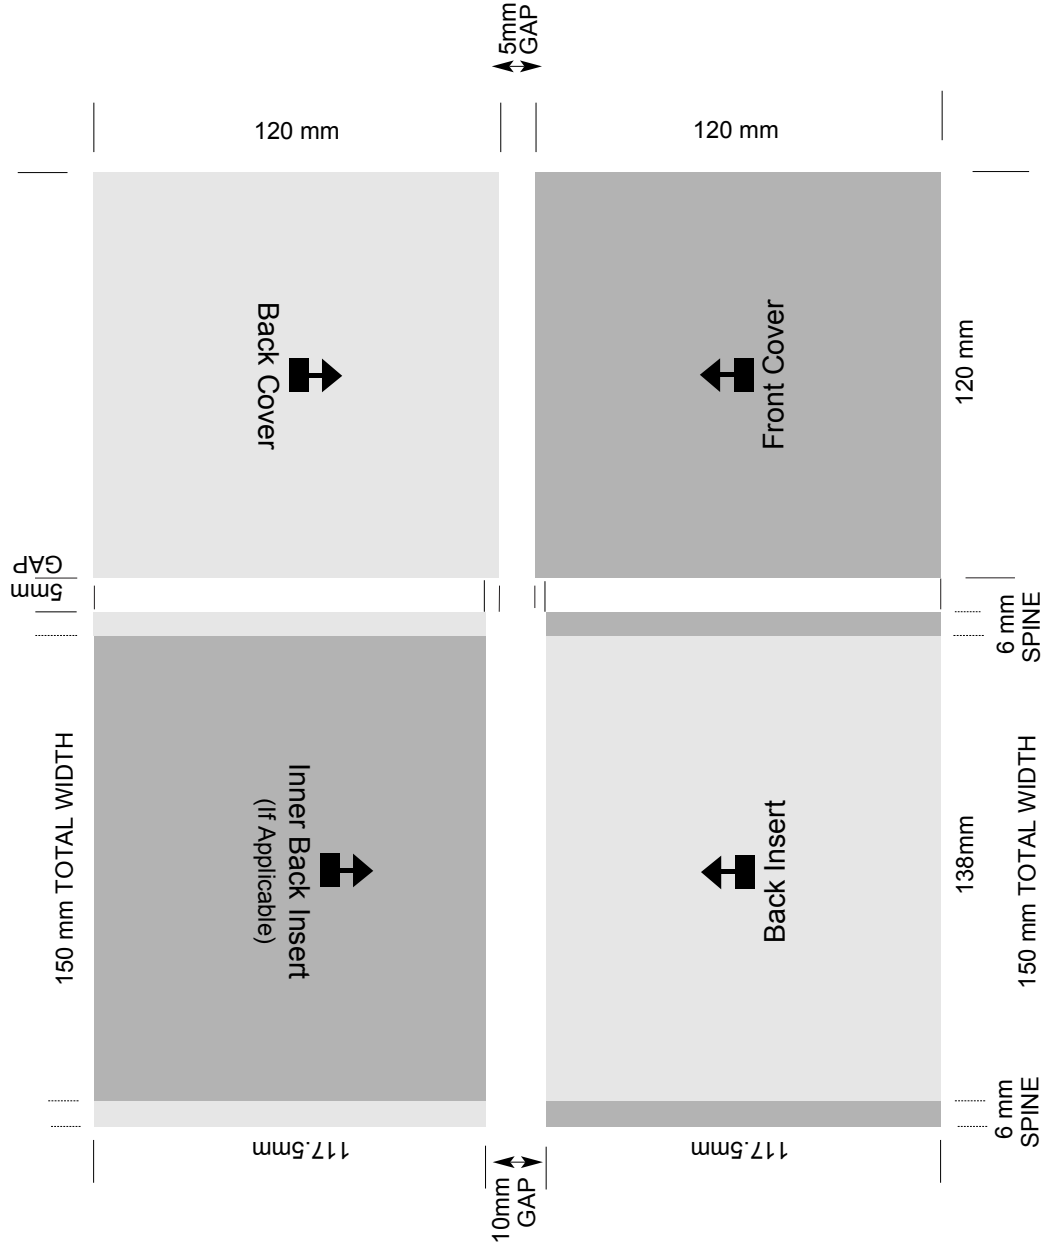 5mm
GAP
120 mm
120 mm
Back Cover
Front Cover
120 mm
5mm
GAP
6 mm
SPINE
150 mm TOTAL WIDTH
Inner Back Insert
(If Applicable)
Back Insert
138mm
150 mm TOTAL WIDTH
6 mm
SPINE
117.5mm
117.5mm
10mm
GAP